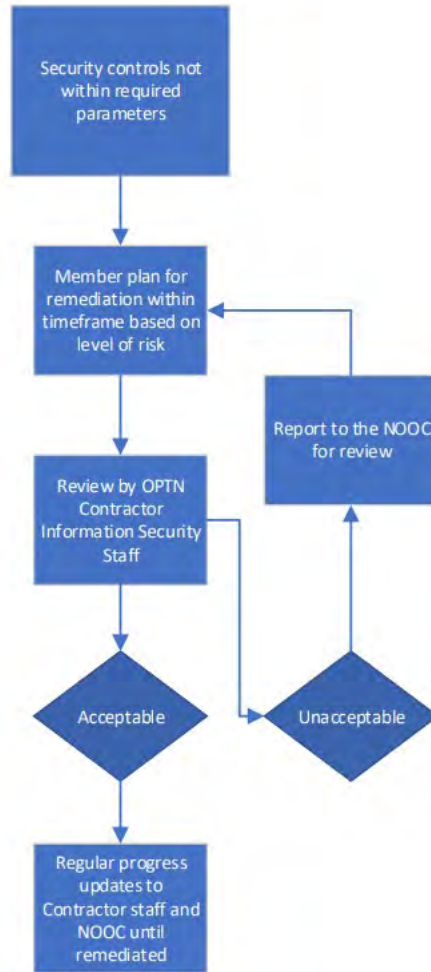 Security controls not
within required
parameters
Member plan for
remediation within
timeframe based on
level of risk
Report to the NOOC
for review
Review by OPTN
Contractor
Information Security
Staff
Acceptable
Unacceptable
Regular progress
updates to
Contractor staff and
NOOC until
remediated